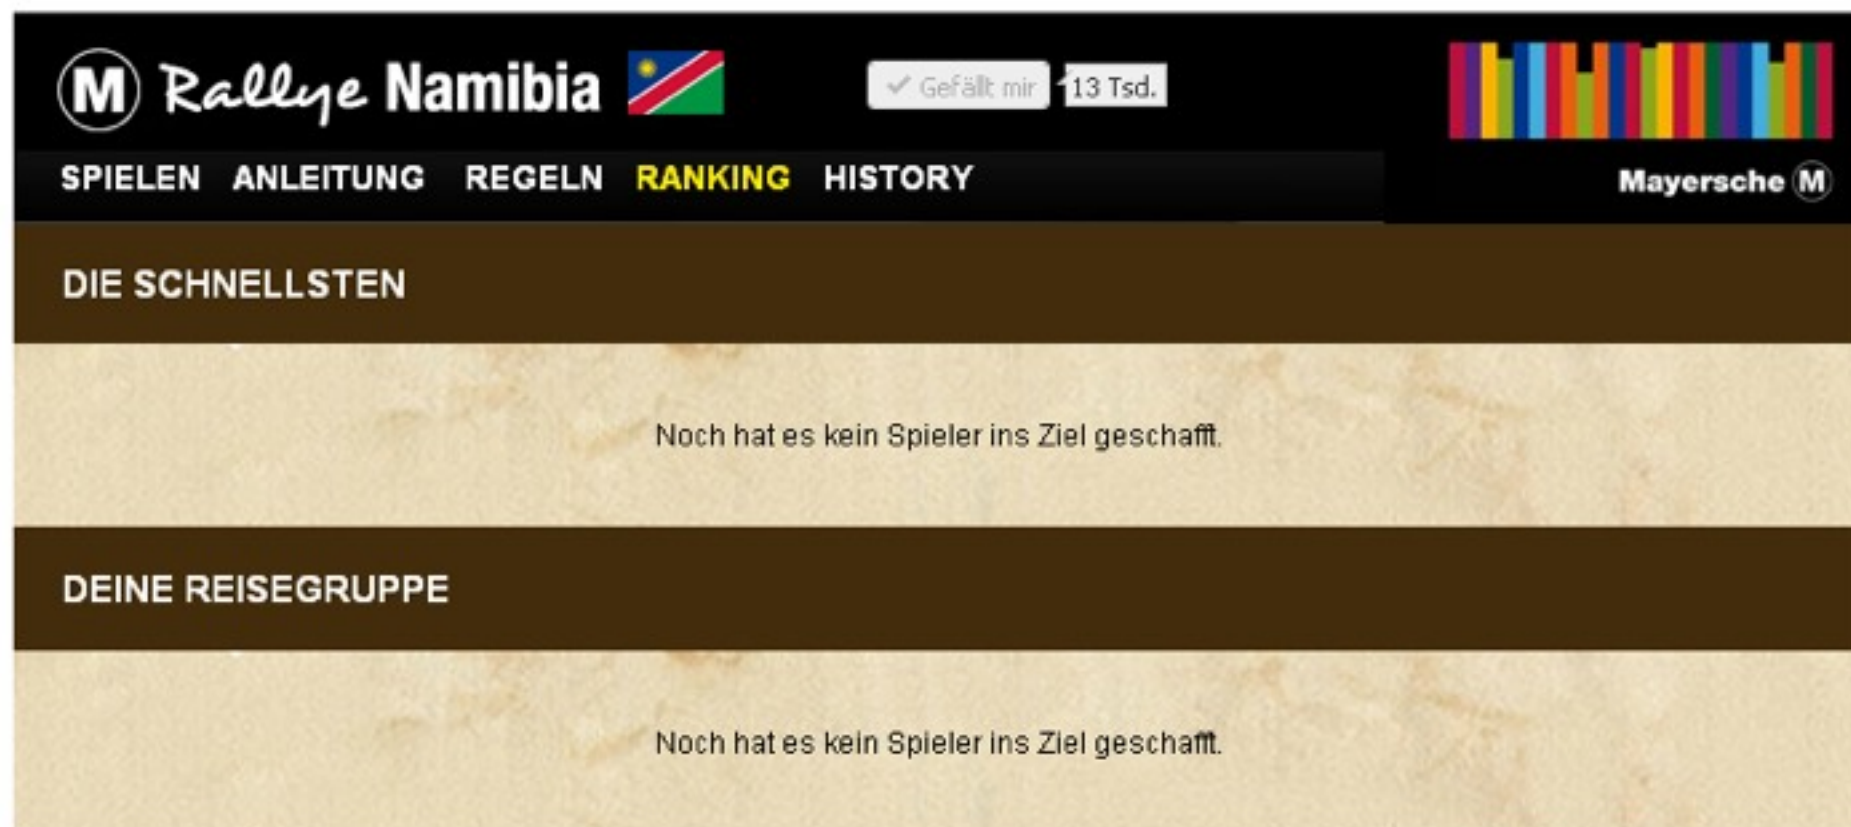 M Rallye Namibia
Gefällt mir 13 Tsd.
SPIELEN ANLEITUNG REGELN RANKING HISTORY
Mayersche M
DIE SCHNELLSTEN
Noch hat es kein Spieler ins Ziel geschafft.
DEINE REISEGRUPPE
Noch hat es kein Spieler ins Ziel geschafft.